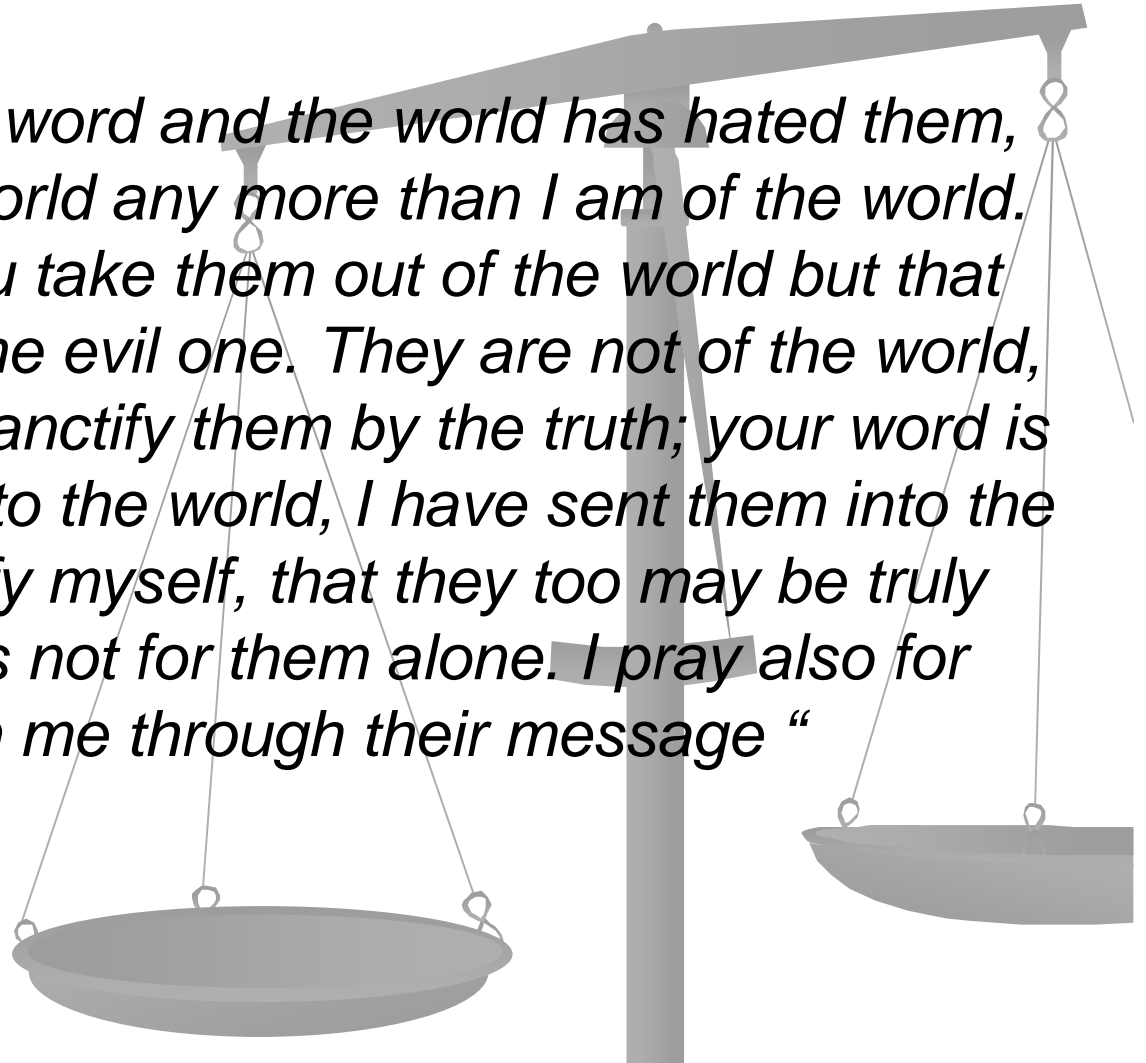 word and the world has hated them,
orld any more than I am of the world.
u take them out of the world but that
he evil one. They are not of the world,
anctify them by the truth; your word is
to the world, I have sent them into the
fy myself, that they too may be truly
s not for them alone. I pray also for
n me through their message “